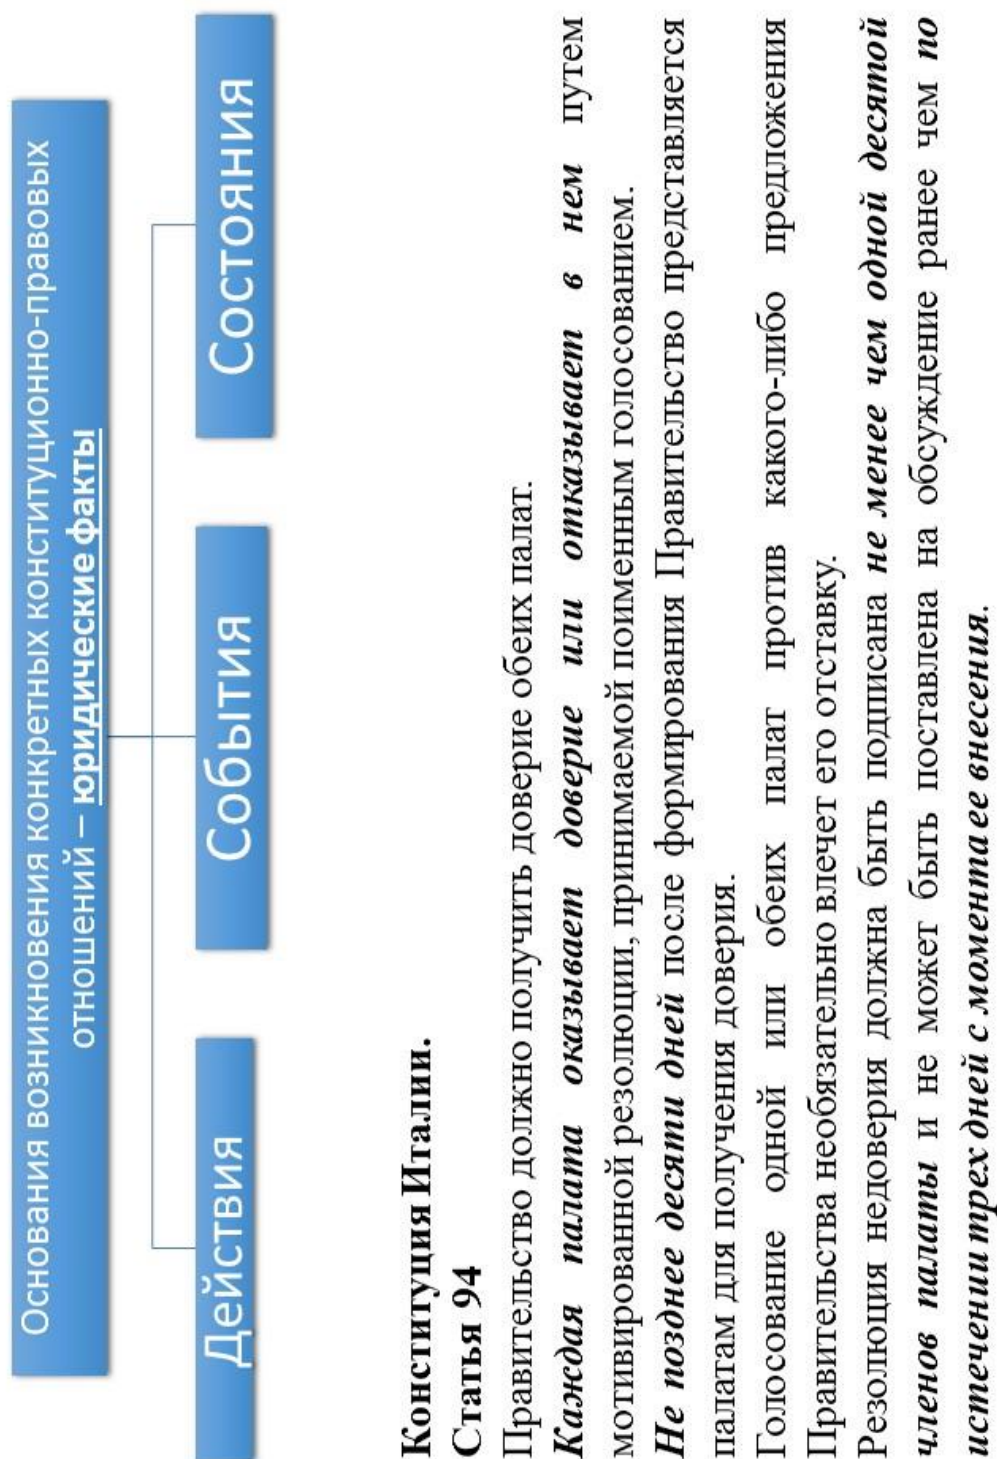 Основания возникновения конкретных конституционно-правовых
отношений – юридические факты
Действия
События
Состояния
Конституция Италии.
Статья 94
Правительство должно получить доверие обеих палат.
Каждая палата оказывает доверие или отказывает в нем путем
мотивированной резолюции, принимаемой поименным голосованием.
Не позднее десяти дней после формирования Правительство представляется
палатам для получения доверия.
Голосование одной или обеих палат против какого-либо предложения
Правительства необязательно влечет его отставку.
Резолюция недоверия должна быть подписана не менее чем одной десятой
членов палаты и не может быть поставлена на обсуждение ранее чем по
истечении трех дней с момента ее внесения.